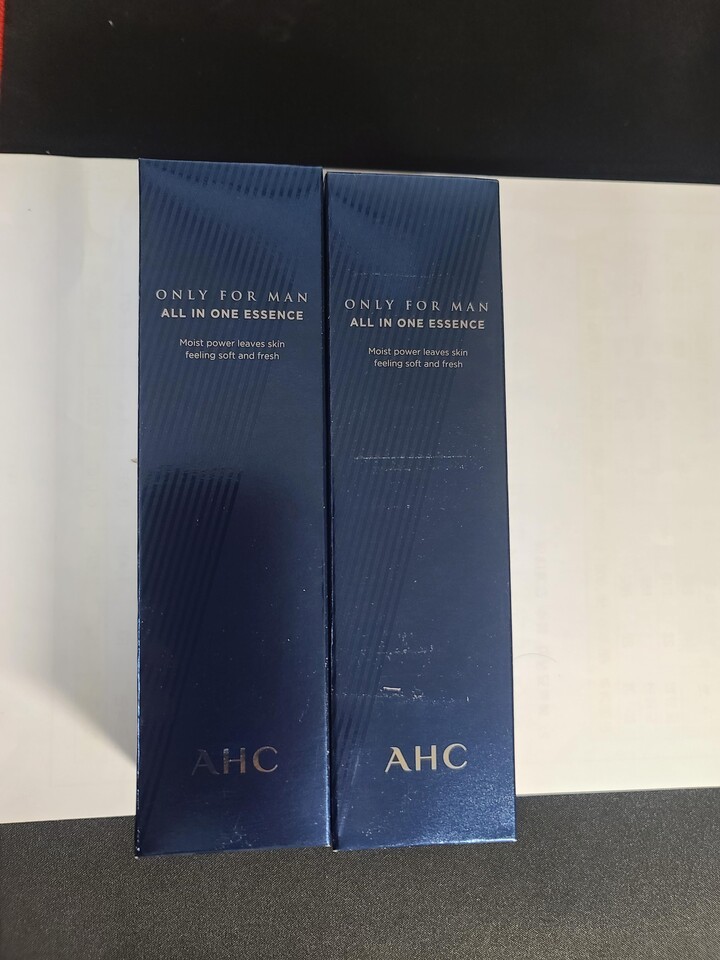 ONLY FOR MAN
ALL IN ONE ESSENCE
Moist power leaves skin
feeling soft and fresh
AHC
ONLY FOR MAN
ALL IN ONE ESSENCE
Moist power leaves skin
feeling soft and fresh
AHC